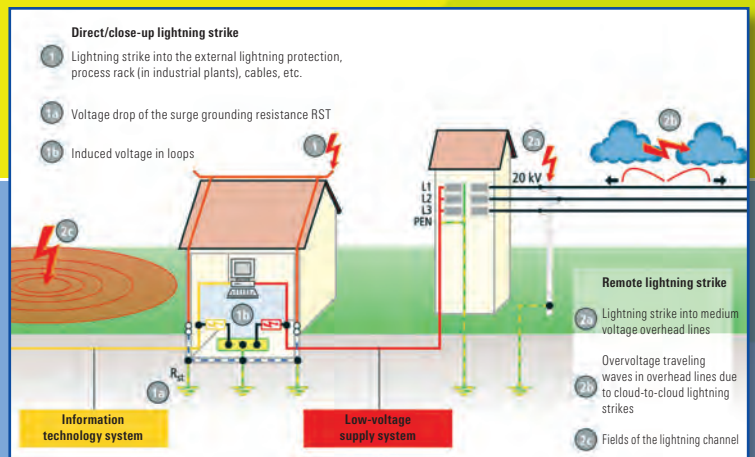 Direct/close-up lightning strike
1 Lightning strike into the external lightning protection,
process rack (in industrial plants), cables, etc.
1a Voltage drop of the surge grounding resistance RST
1b Induced voltage in loops
1
2a
2b
20 kV
L1
L2
L3
PEN
2c
1b
Rst
1a
Information
technology system
Low-voltage
supply system
Remote lightning strike
2a Lightning strike into medium
voltage overhead lines
Overvoltage traveling
waves in overhead lines due
2b to cloud-to-cloud lightning
strikes
2c Fields of the lightning channel